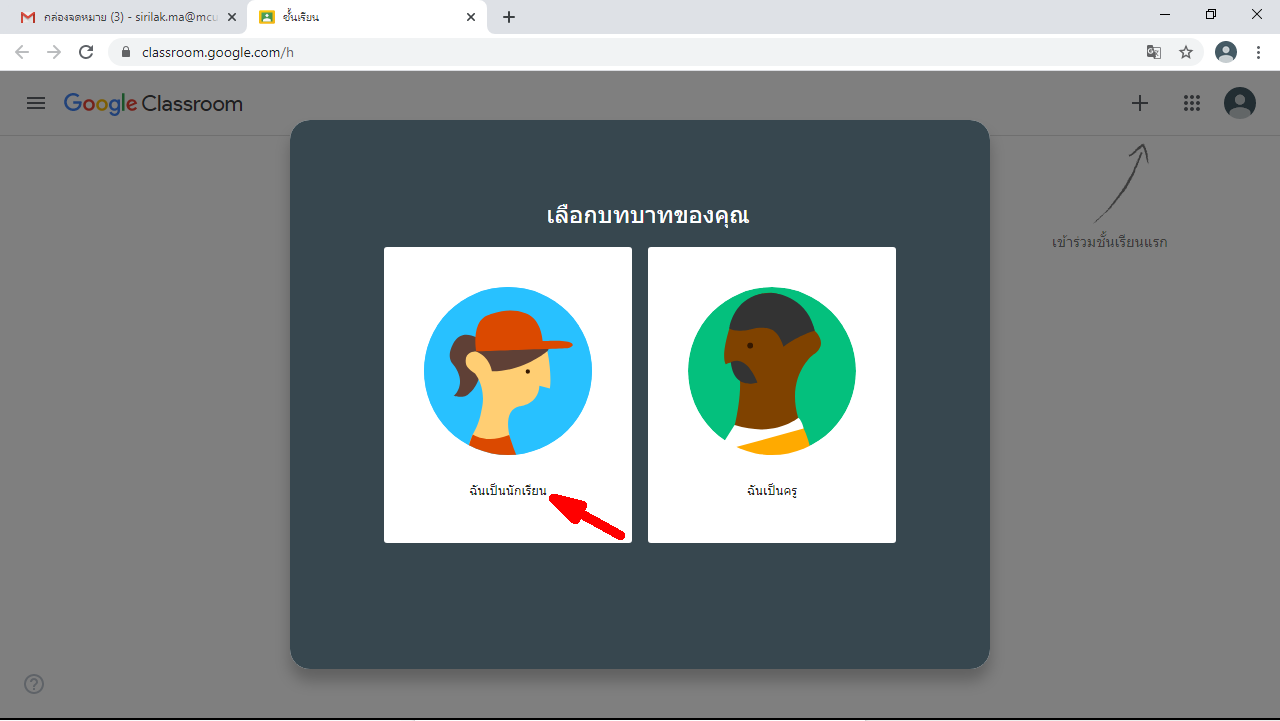 กล่องจดหมาย (3) - sirilak.ma@mcu
ชั้นเรียน
classroom.google.com/h
Google Classroom
เข้าร่วมชั้นเรียนแรก
เลือกบทบาทของคุณ
ฉันเป็นนักเรียน
ฉันเป็นครู